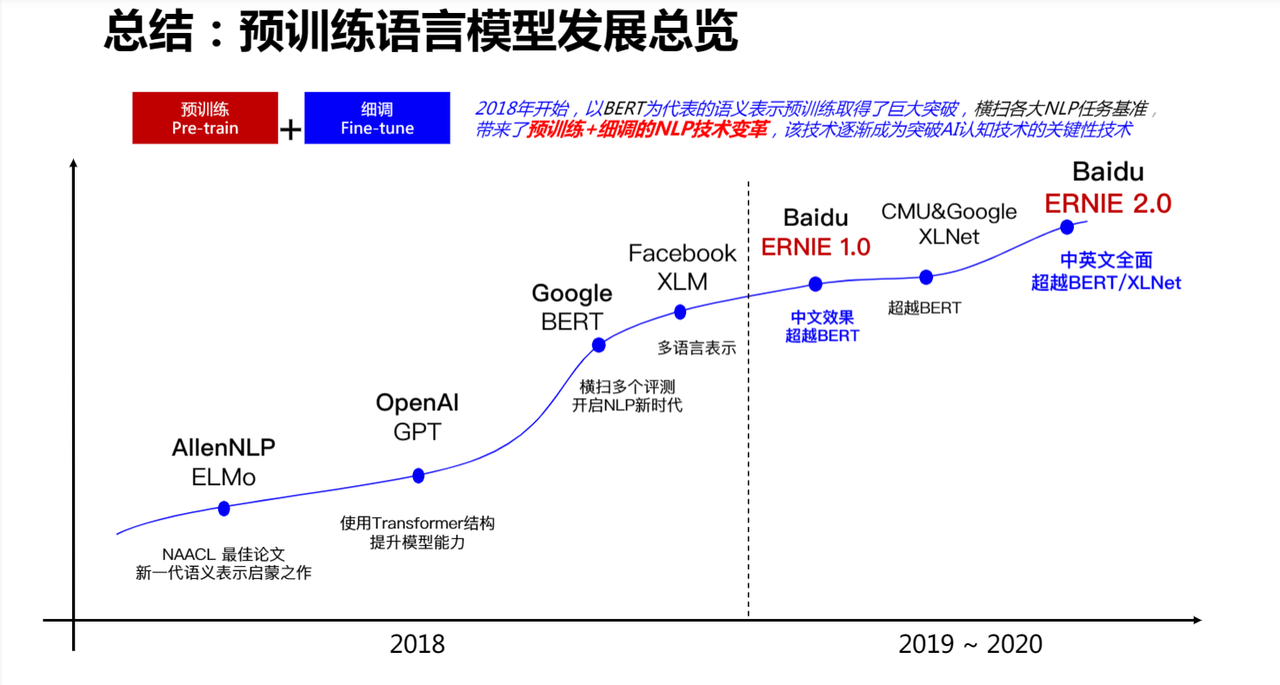 总结：预训练语言模型发展总览
预训练
Pre-train
+
细调
Fine-tune
2018年开始，以BERT为代表的语义表示预训练取得了巨大突破，横扫各大NLP任务基准，
带来了预训练+细调的NLP技术变革，该技术逐渐成为突破AI认知技术的关键性技术
AllenNLP
ELMo
NAACL 最佳论文
新一代语义表示启蒙之作
OpenAI
GPT
使用Transformer结构
提升模型能力
Google
BERT
横扫多个评测
开启NLP新时代
Facebook
XLM
多语言表示
Baidu
ERNIE 1.0
中文效果
超越BERT
CMU&Google
XLNet
超越BERT
Baidu
ERNIE 2.0
中英文全面
超越BERT/XLNet
2018
2019 ~ 2020